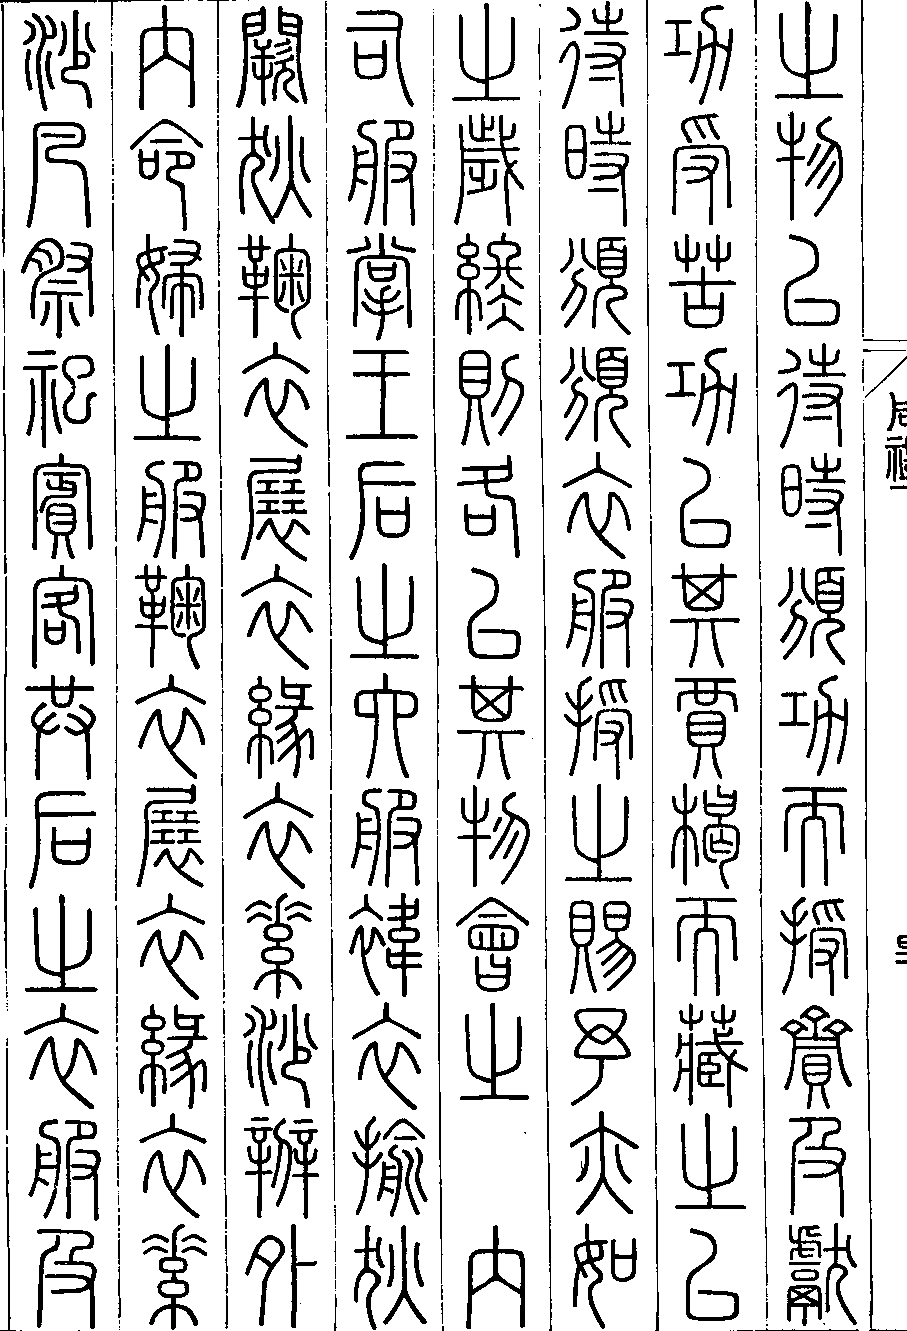 之物以待時頒功而授齎及獻
功受苦功以其賈楬而藏之以
待時頒頒衣服授之賜予亦如
之歲終則各以其物會之 內
司服掌王后之六服褘衣揄狄
闕狄鞠衣展衣緣衣素沙辨外
內命婦之服鞠衣展衣緣衣素
沙凡祭祀賓客共后之衣服及